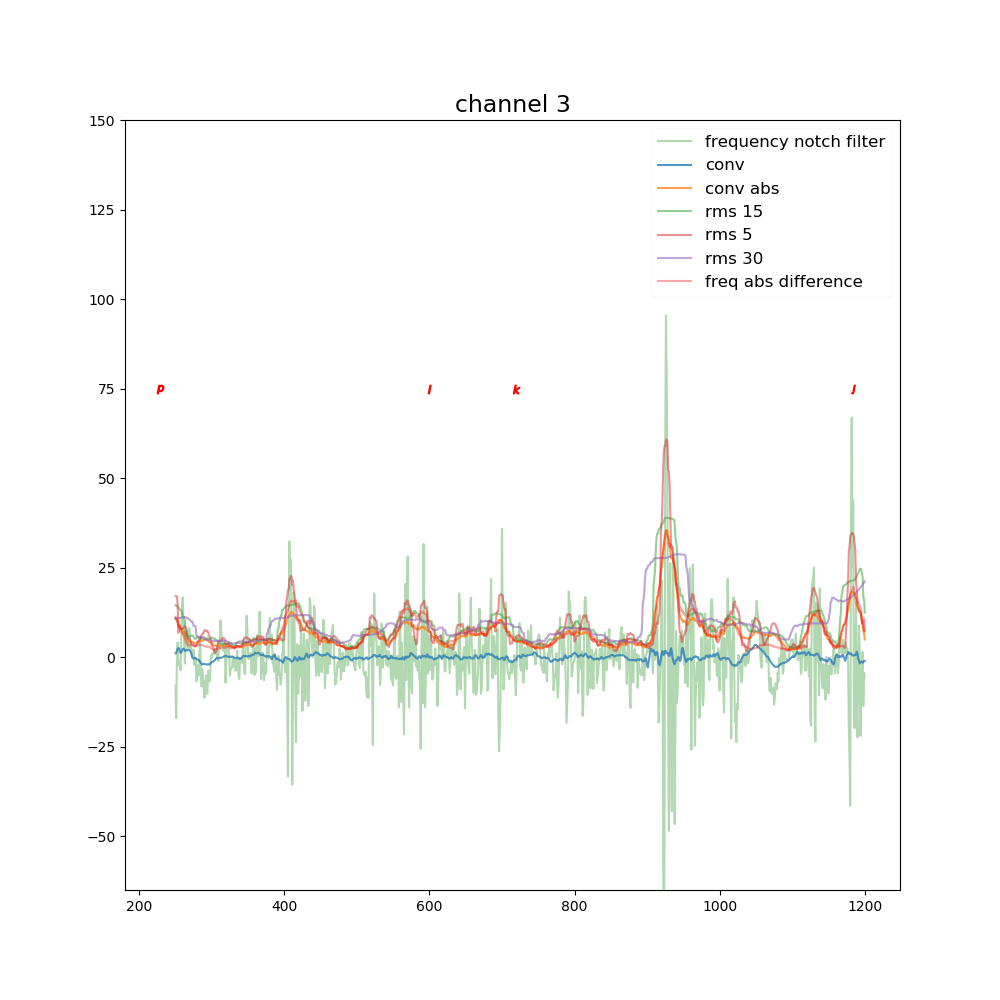 channel 3
150
125
100
75
50
25
0
−25
−50
frequency notch filter
conv
conv abs
rms 15
rms 5
rms 30
freq abs difference
p
l
k
J
200 400 600 800 1000 1200